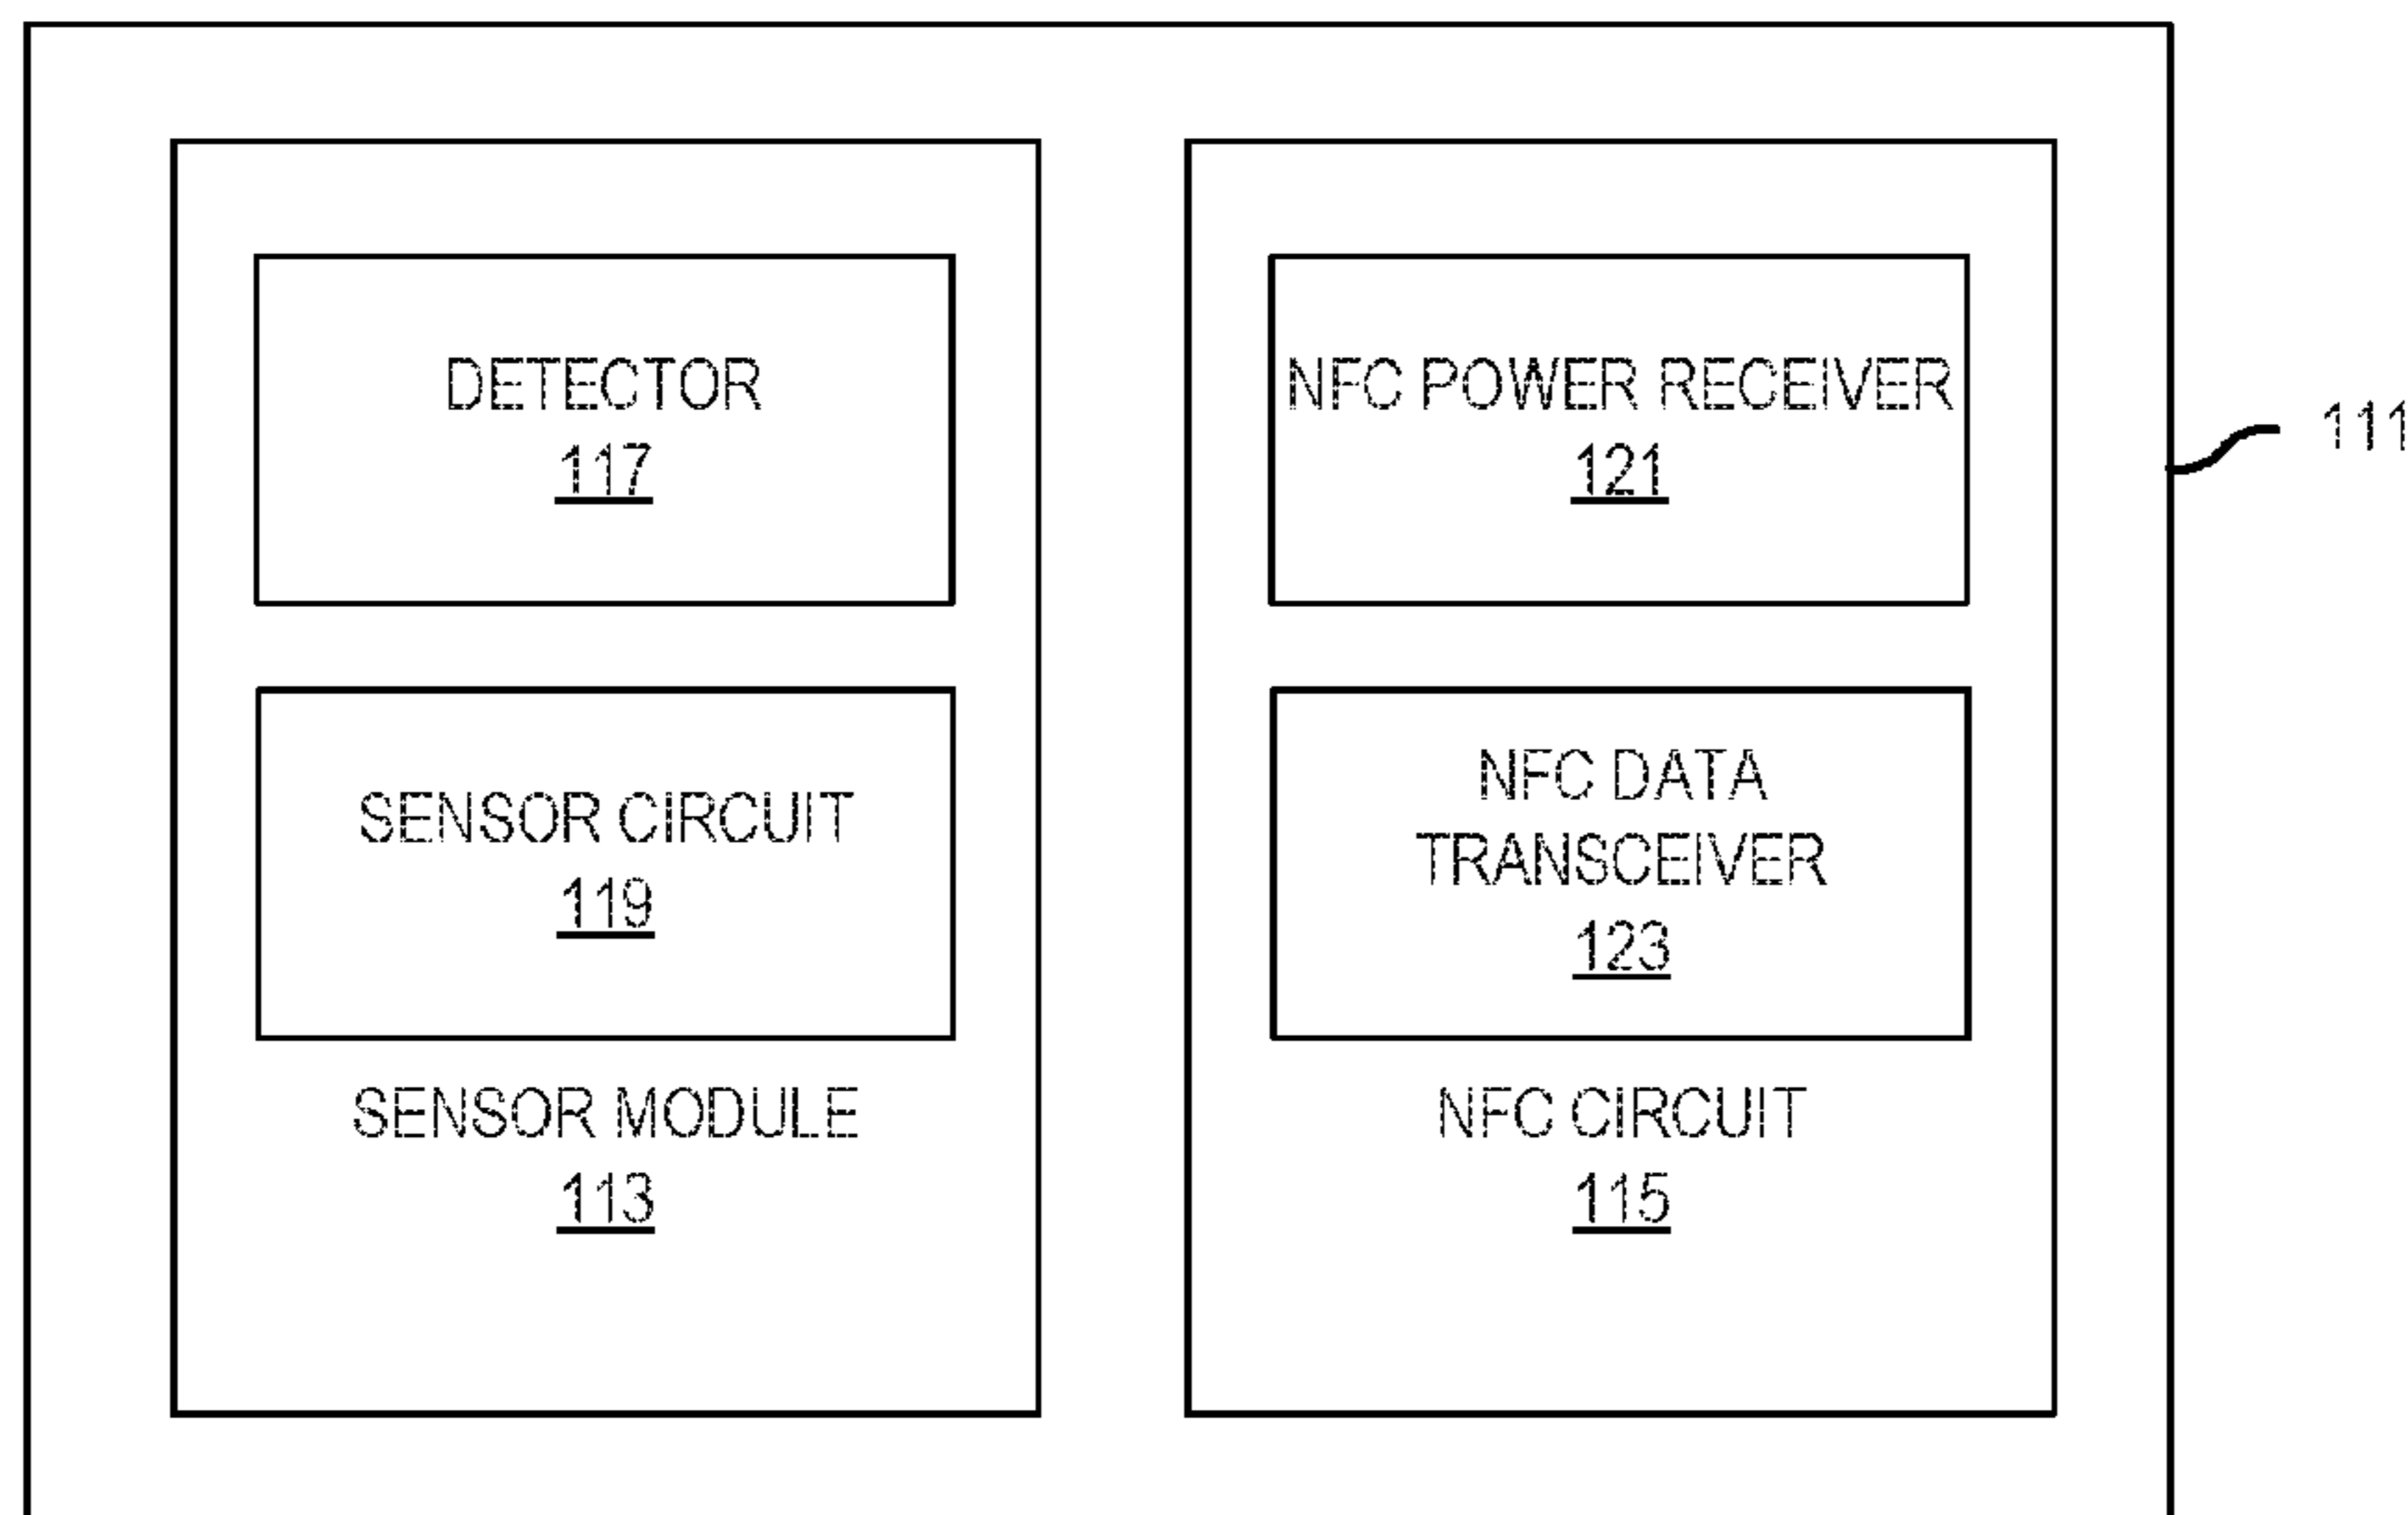 DETECTOR
117
SENSOR CIRCUIT
119
SENSOR MODULE
113
NFC POWER RECEIVER
121
NFC DATA
TRANSCEIVER
123
NFC CIRCUIT
115
111